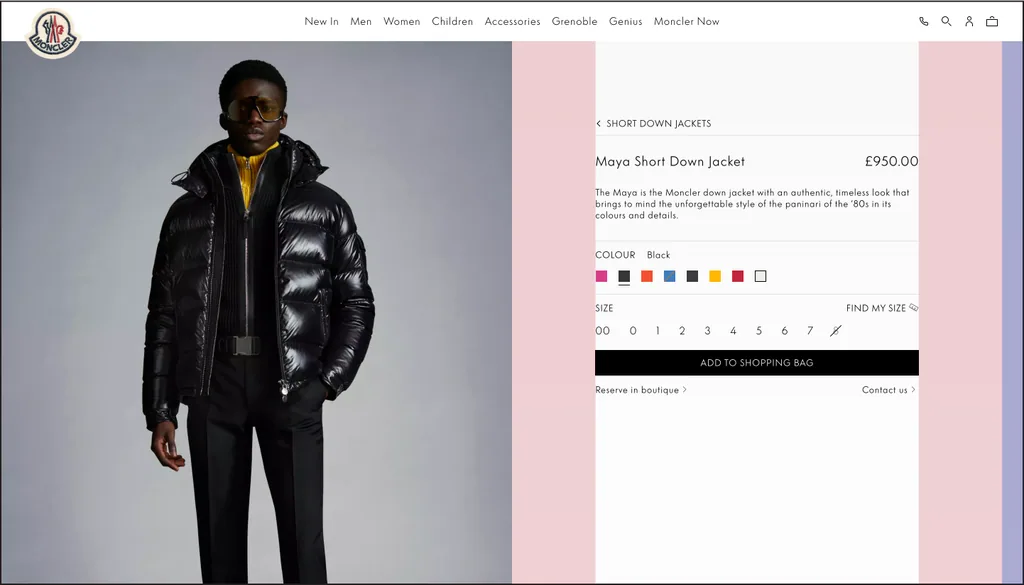 MONCLER
New In Men Women Children Accessories Grenoble Genius Moncler Now
SHORT DOWN JACKETS
Maya Short Down Jacket £950.00
The Maya is the Moncler down jacket with an authentic, timeless look that
brings to mind the unforgettable style of the paninari of the ’80s in its
colours and details.
COLOUR Black
SIZE FIND MY SIZE
00 0 1 2 3 4 5 6 7 8
ADD TO SHOPPING BAG
Reserve in boutique Contact us